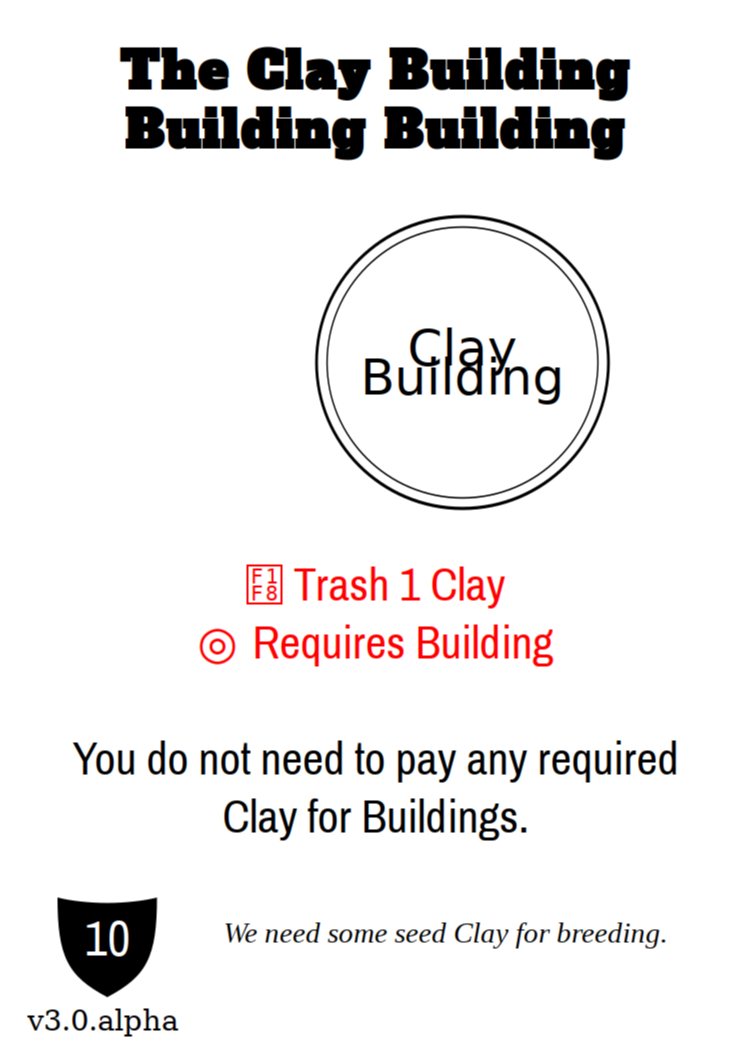 The Clay Building
Building Building
Clay
Building
Trash 1 Clay
◎ Requires Building
You do not need to pay any required
Clay for Buildings.
10
We need some seed Clay for breeding.
v3.0.alpha